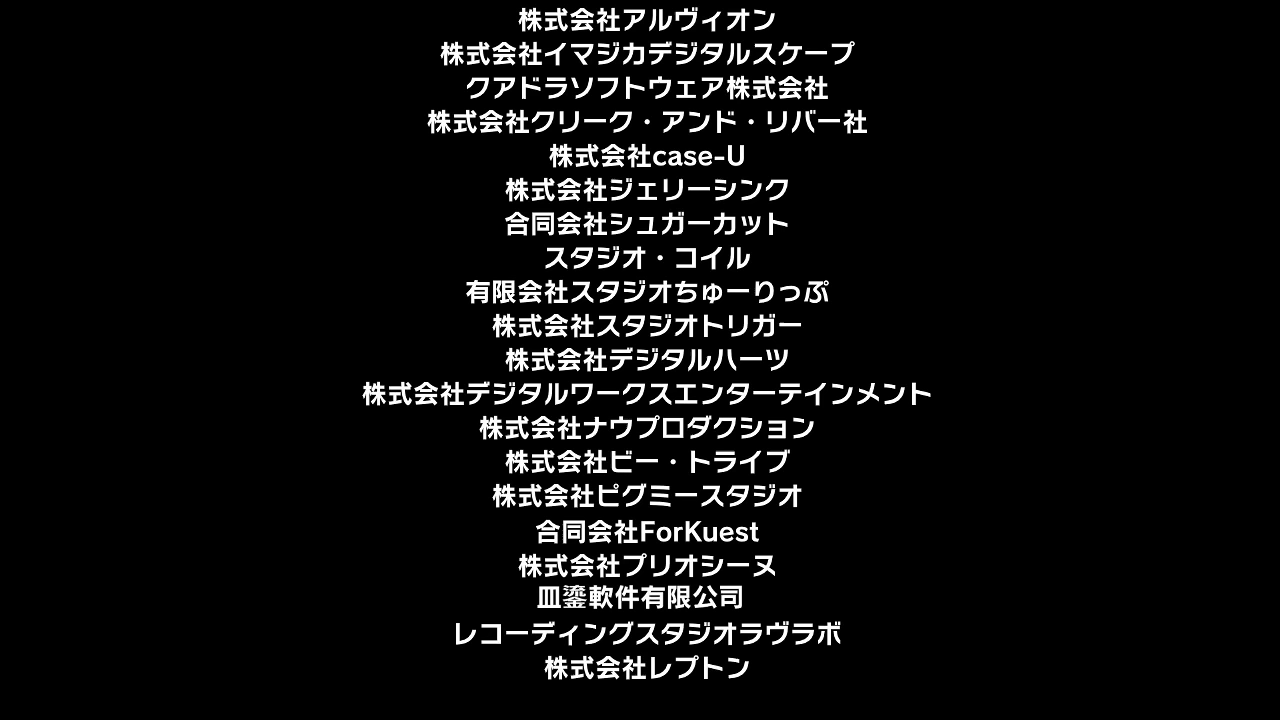 株式会社アルヴィオン
株式会社イマジカデジタルスケープ
クアドラソフトウェア株式会社
株式会社クリーク・アンド・リバー社
株式会社case-U
株式会社ジェリーシンク
合同会社シュガーカット
スタジオ・コイル
有限会社スタジオちゅーりっぷ
株式会社スタジオトリガー
株式会社デジタルハーツ
株式会社デジタルワークスエンターテインメント
株式会社ナウプロダクション
株式会社ビー・トライブ
株式会社ピグミースタジオ
合同会社ForKuest
株式会社プリオシーヌ
皿鎏軟件有限公司
レコーディングスタジオラヴラボ
株式会社レプトン